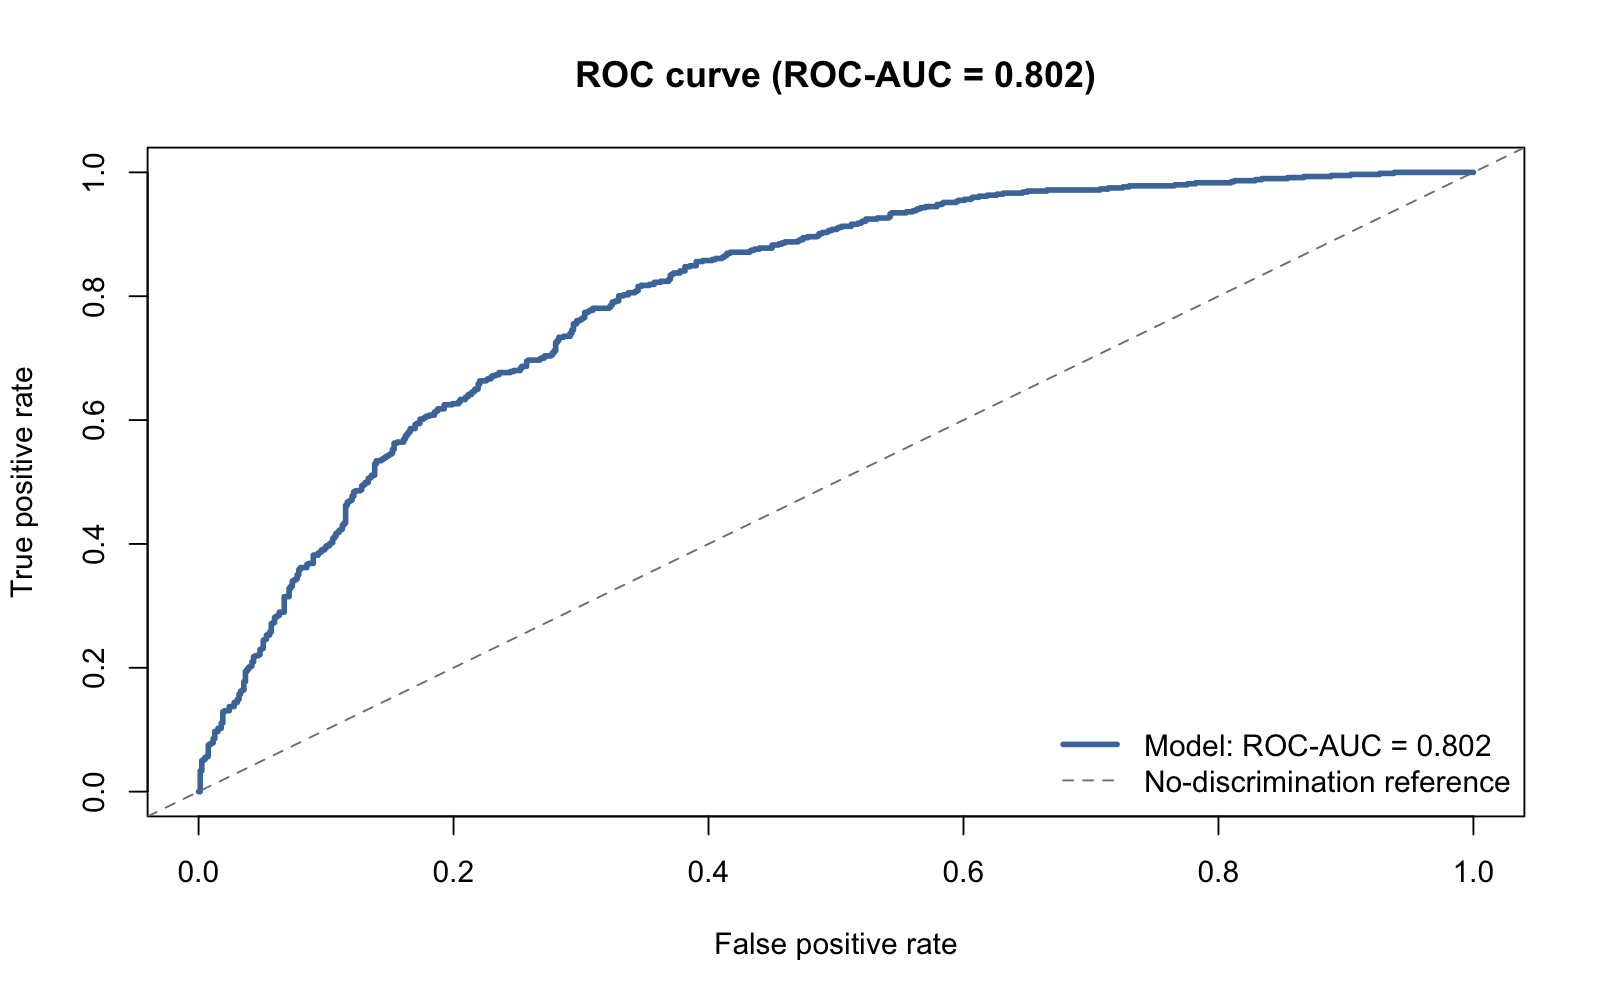 ROC curve (ROC-AUC = 0.802)
True positive rate
1.0
0.8
0.6
0.4
0.2
0.0
Model: ROC-AUC = 0.802
No-discrimination reference
0.0 0.2 0.4 0.6 0.8 1.0
False positive rate